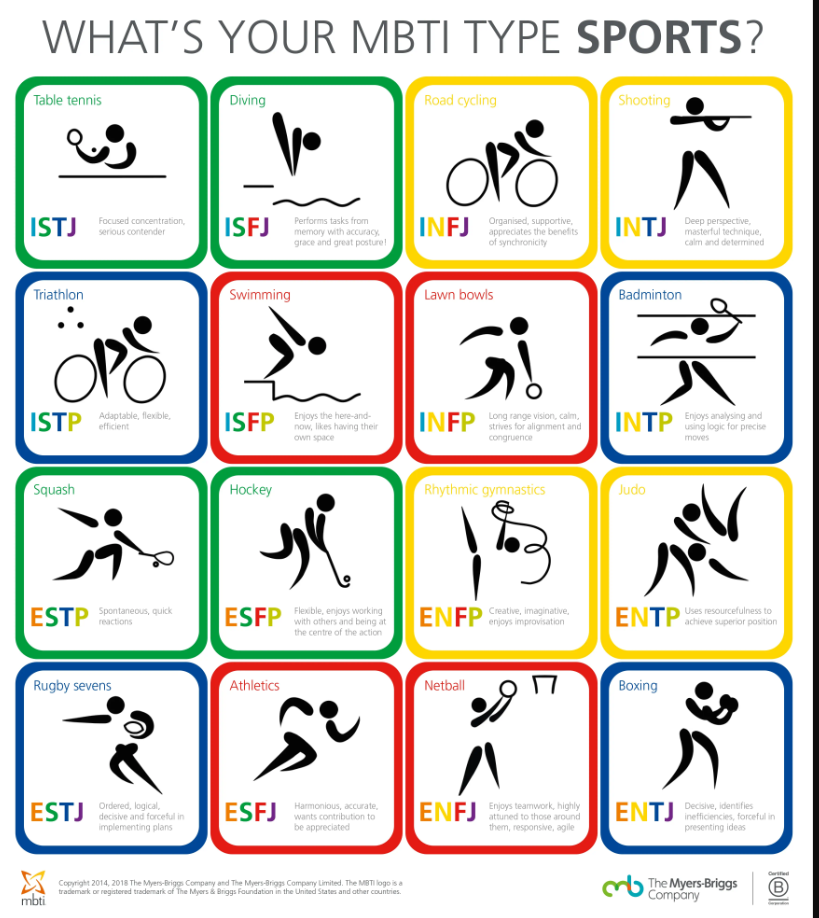 WHAT'S YOUR MBTI TYPE SPORTS?
Table tennis
ISTJ
Focused concentration,
serious contender
Diving
ISFJ
Performs tasks from
memory with accuracy,
grace and great posture!
Road cycling
INFJ
Organised, supportive,
appreciates the benefits
of synchronicity
Shooting
INTJ
Deep perspective,
masterful technique,
calm and determined
Triathlon
ISTP
Adaptable, flexible,
efficient
Swimming
ISFP
Enjoys the here-and-
now, likes having their
own space
Lawn bowls
INFP
Long range vision, calm,
strives for alignment and
congruence
Badminton
INTP
Enjoys analysing and
using logic for precise
moves
Squash
ESTP
Spontaneous, quick
reactions
Hockey
ESFP
Flexible, enjoys working
with others and being at
the centre of the action
Rhythmic gymnastics
ENFP
Creative, imaginative,
enjoys improvisation
Judo
ENTP
Uses resourcefulness to
achieve superior position
Rugby sevens
ESTJ
Ordered, logical,
decisive and forceful in
implementing plans
Athletics
ESFJ
Harmonious, accurate,
wants contribution to
be appreciated
Netball
ENFJ
Enjoys teamwork, highly
attuned to those around
them, responsive, agile
Boxing
ENTJ
Decisive, identifies
inefficiencies, forceful in
presenting ideas
mbti
Copyright 2014, 2018 The Myers-Briggs Company and The Myers-Briggs Company Limited. The MBTI logo is a
trademark or registered trademark of The Myers & Briggs Foundation in the United States and other countries.
The Myers-Briggs
Company
Certified
B
Corporation